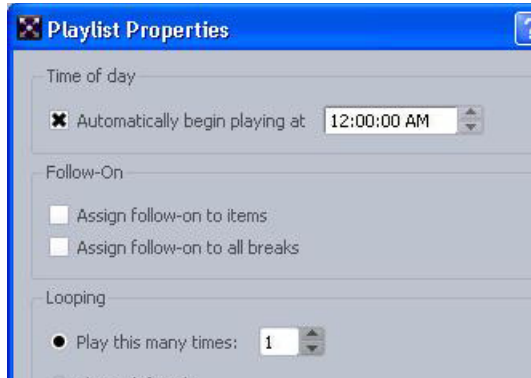 Playlist Properties
?
Time of day
Automatically begin playing at 12:00:00 AM
Follow-On
Assign follow-on to items
Assign follow-on to all breaks
Looping
Play this many times: 1